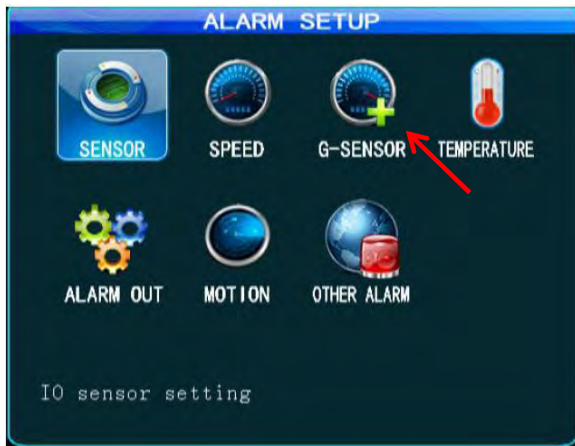 ALARM SETUP
SENSOR SPEED G-SENSOR TEMPERATURE
ALARM OUT MOTION OTHER ALARM
IO sensor setting